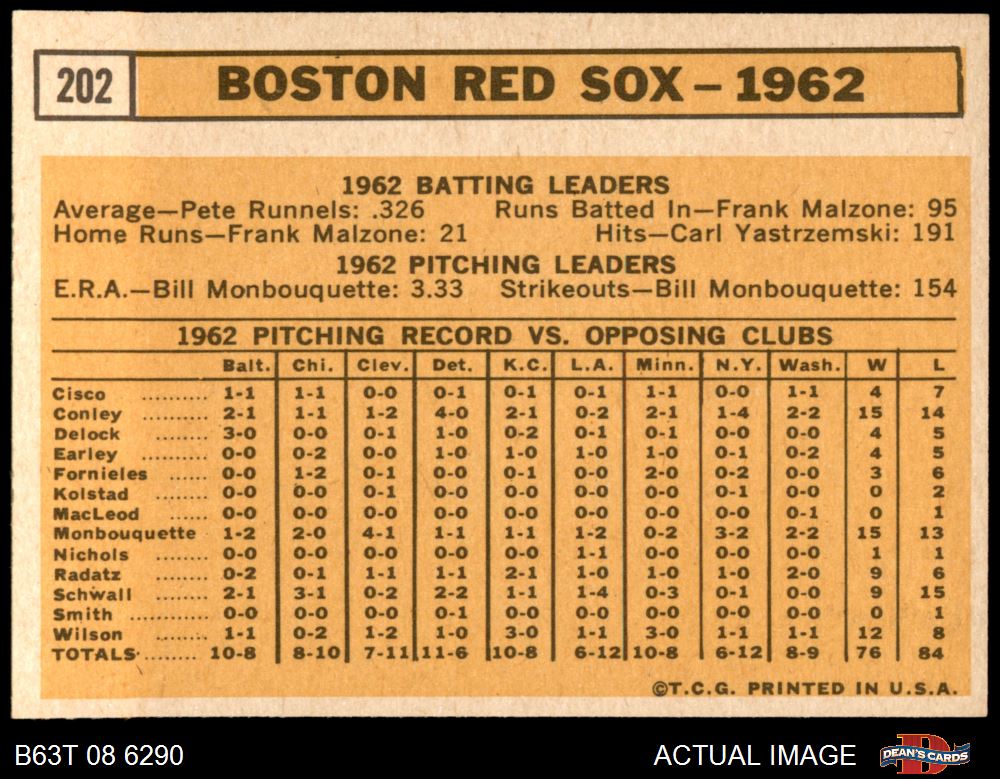 202 BOSTON RED SOX – 1962
1962 BATTING LEADERS
Average—Pete Runnels: .326 Runs Batted In—Frank Malzone: 95
Home Runs—Frank Malzone: 21 Hits—Carl Yastrzemski: 191
1962 PITCHING LEADERS
E.R.A.—Bill Monbouquette: 3.33 Strikeouts—Bill Monbouquette: 154
1962 PITCHING RECORD VS. OPPOSING CLUBS
Balt. Chi. Clev. Det. K.C. L.A. Minn. N.Y. Wash. W L
Cisco .......... 1-1 1-1 0-0 0-1 0-1 0-1 1-1 0-0 1-1 4 7
Conley .......... 2-1 1-1 1-2 4-0 2-1 0-2 2-1 1-4 2-2 15 14
Delock ........ 3-0 0-0 0-1 1-0 0-2 0-1 0-1 0-0 0-0 4 5
Earley .......... 0-0 0-2 0-0 1-0 1-0 1-0 1-0 0-1 0-2 4 5
Fornieles ...... 0-0 1-2 0-1 0-0 0-1 0-0 2-0 0-2 0-0 3 6
Kolstad ........ 0-0 0-0 0-1 0-0 0-0 0-0 0-0 0-1 0-0 0 2
MacLeod ...... 0-0 0-0 0-0 0-0 0-0 0-0 0-0 0-0 0-1 0 1
Monbouquette 1-2 2-0 4-1 1-1 1-1 1-2 0-2 3-2 2-2 15 13
Nichols ........ 0-0 0-0 0-0 0-0 0-0 1-1 0-0 0-0 0-0 1 1
Radatz ........ 0-2 0-1 1-1 1-1 2-1 1-0 1-0 1-0 2-0 9 6
Schwall ........ 2-1 3-1 0-2 2-2 1-1 1-4 0-3 0-1 0-0 9 15
Smith ............ 0-0 0-0 0-0 0-1 0-0 0-0 0-0 0-0 0-0 0 1
Wilson .......... 1-1 0-2 1-2 1-0 3-0 1-1 3-0 1-1 1-1 12 8
TOTALS ........ 10-8 8-10 7-11 11-6 10-8 6-12 10-8 6-12 8-9 76 84
©T.C.G. PRINTED IN U.S.A.
B63T 08 6290 ACTUAL IMAGE DEAN'S CARDS